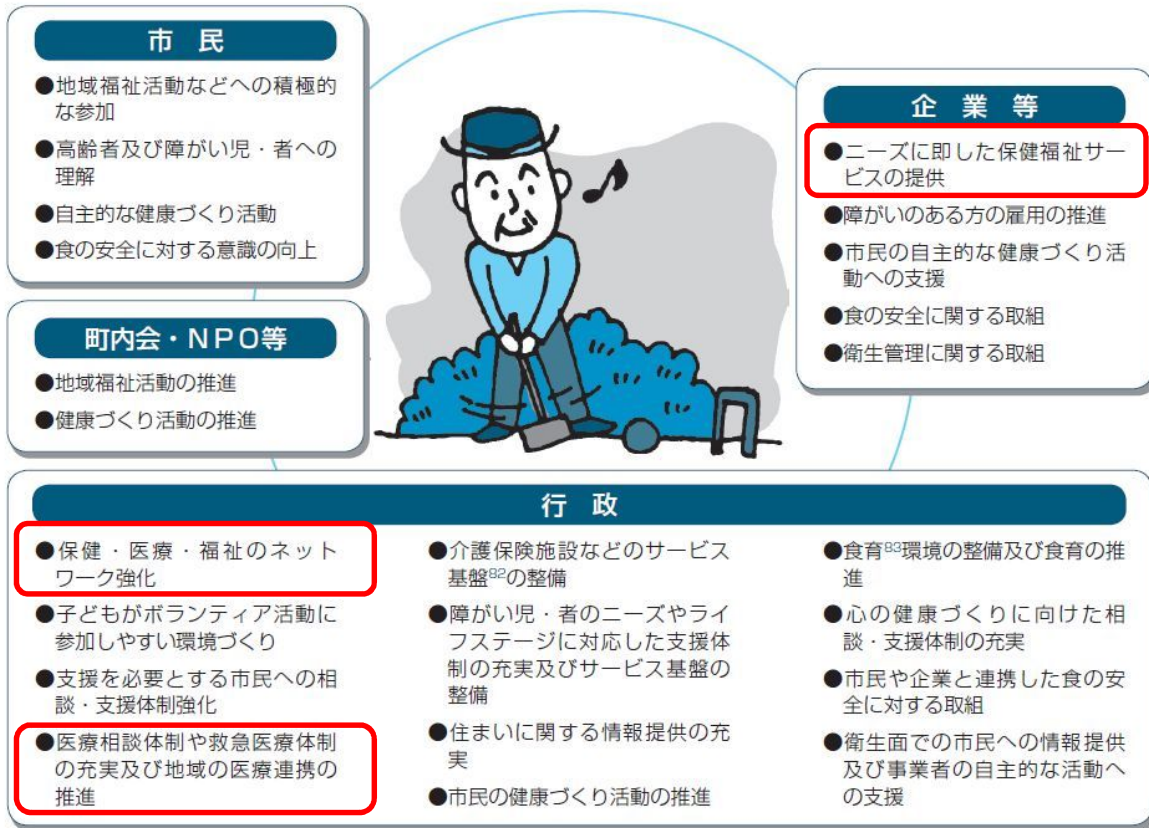 市 民
●地域福祉活動などへの積極的
な参加
●高齢者及び障がい児・者への
理解
●自主的な健康づくり活動
●食の安全に対する意識の向上
町内会・NPO等
●地域福祉活動の推進
●健康づくり活動の推進
企 業 等
●ニーズに即した保健福祉サー
ビスの提供
●障がいのある方の雇用の推進
●市民の自主的な健康づくり活
動への支援
●食の安全に関する取組
●衛生管理に関する取組
行 政
●保健・医療・福祉のネット
ワーク強化
●子どもがボランティア活動に
参加しやすい環境づくり
●支援を必要とする市民への相
談・支援体制強化
●医療相談体制や救急医療体制
の充実及び地域の医療連携の
推進
●介護保険施設などのサービス
基盤82の整備
●障がい児・者のニーズやライ
フステージに対応した支援体
制の充実及びサービス基盤の
整備
●住まいに関する情報提供の充
実
●市民の健康づくり活動の推進
●食育83環境の整備及び食育の推
進
●心の健康づくりに向けた相
談・支援体制の充実
●市民や企業と連携した食の安
全に対する取組
●衛生面での市民への情報提供
及び事業者の自主的な活動へ
の支援